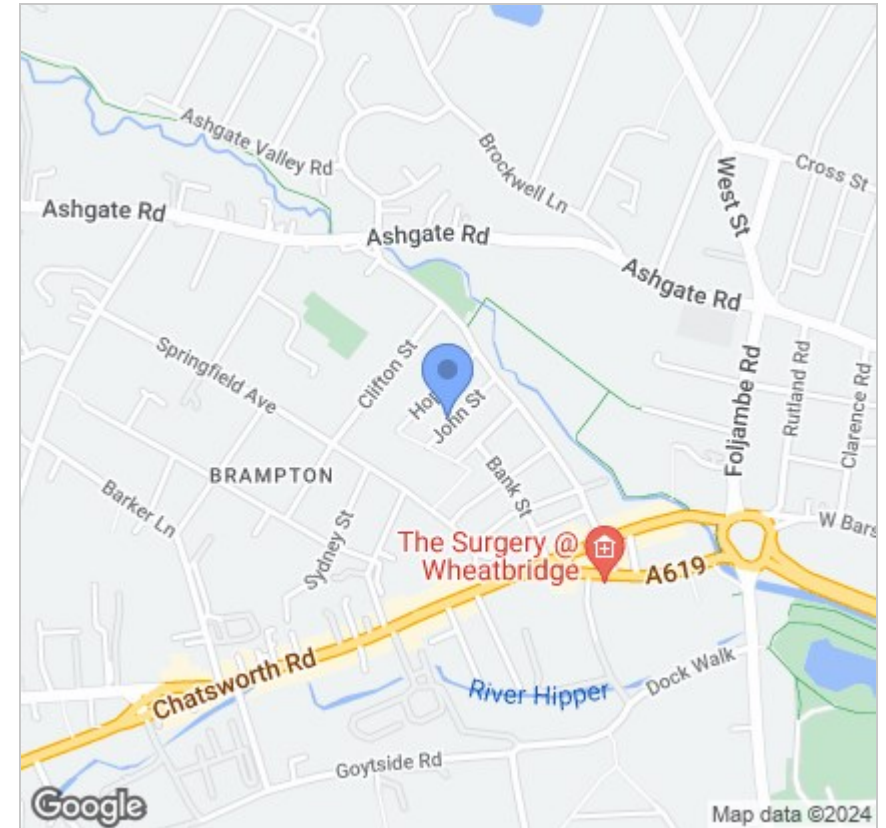 Ashgate Valley Rd
Brockwell Ln
Cross St
West St
Ashgate Rd
Ashgate Rd
Ashgate Rd
Springfield Ave
Clifton St
John St
Foljambe Rd
Rutland Rd
Clarence Rd
BRAMPTON
Barker Ln
Bank St
Sydney St
W Bars
The Surgery @
Wheatbridge
A619
Chatsworth Rd
River Hipper
Dock Walk
Goytside Rd
Google
Map data ©2024